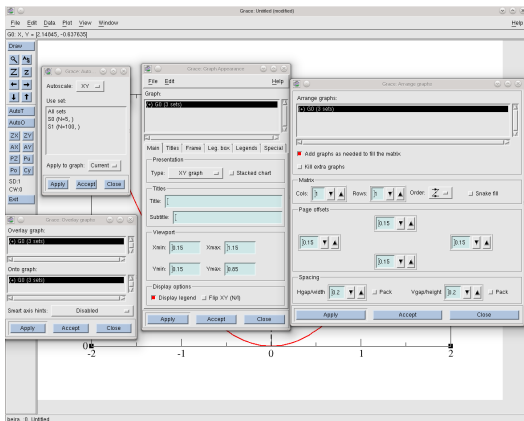 Grace: Untitled (modified)
File Edit Data Plot View Window Help
G0: X, Y = [2.14845, -0.637635]
Draw
Z z
AutoT
AutoO
ZX ZY
AX AY
PZ Pu
Po Cy
SD:1
CW:0
Exit
Autoscale: XY
Use set:
All sets
S0 (N=5, )
S1 (N=100, )
Apply to graph: Current
Apply Accept Close
Grace: Overlay graphs
Overlay graph:
(+) G0 (3 sets)
Onto graph:
(+) G0 (3 sets)
Smart axis hints: Disabled
Apply Accept Close
Grace: Graph Appearance
File Edit Help
Graph:
(+) G0 (3 sets)
Main Titles Frame Leg. box Legends Special
Presentation
Type: XY graph Stacked chart
Titles
Title:
Subtitle:
Viewport
Xmin: 0.15 Xmax: 1.15
Ymin: 0.15 Ymax: 0.85
Display options
Display legend Flip XY (N/I)
Apply Accept Close
Grace: Arrange graphs
Arrange graphs:
(+) G0 (3 sets)
Add graphs as needed to fill the matrix
Kill extra graphs
Matrix
Cols: 1 Rows: 1 Order: Snake fill
Page offsets
0.15
0.15 0.15
0.15
Spacing
Hgap/width 0.2 Pack Vgap/height 0.2 Pack
Apply Accept Close
0
-2 -1 0 1 2